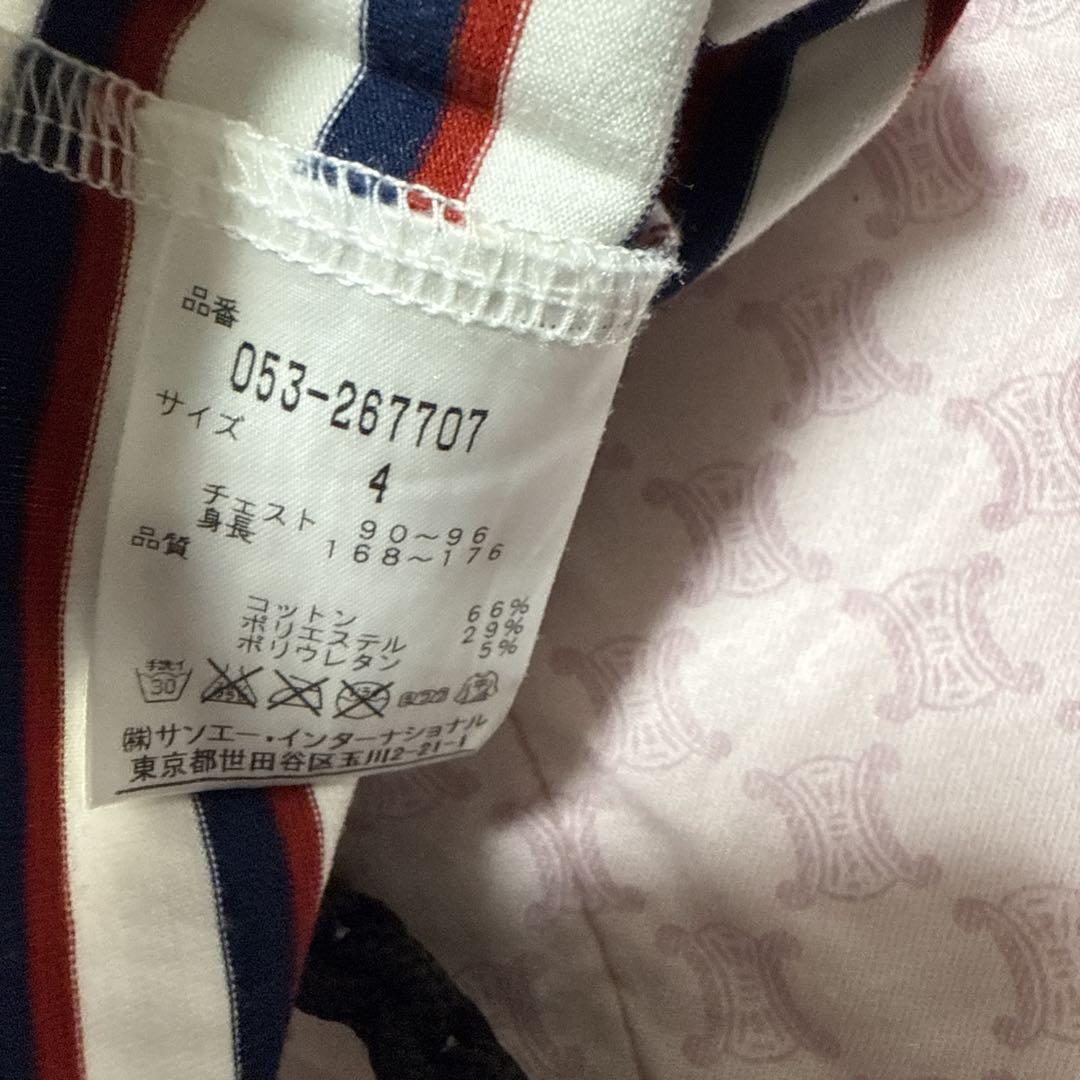 品番
053-267707
サイズ
4
チェスト 90～96
身長 168～176
品質
コットン 66%
ポリエステル 29%
ポリウレタン 5%
手洗イ
30
(株)サンエー・インターナショナル
東京都世田谷区玉川2-21-1